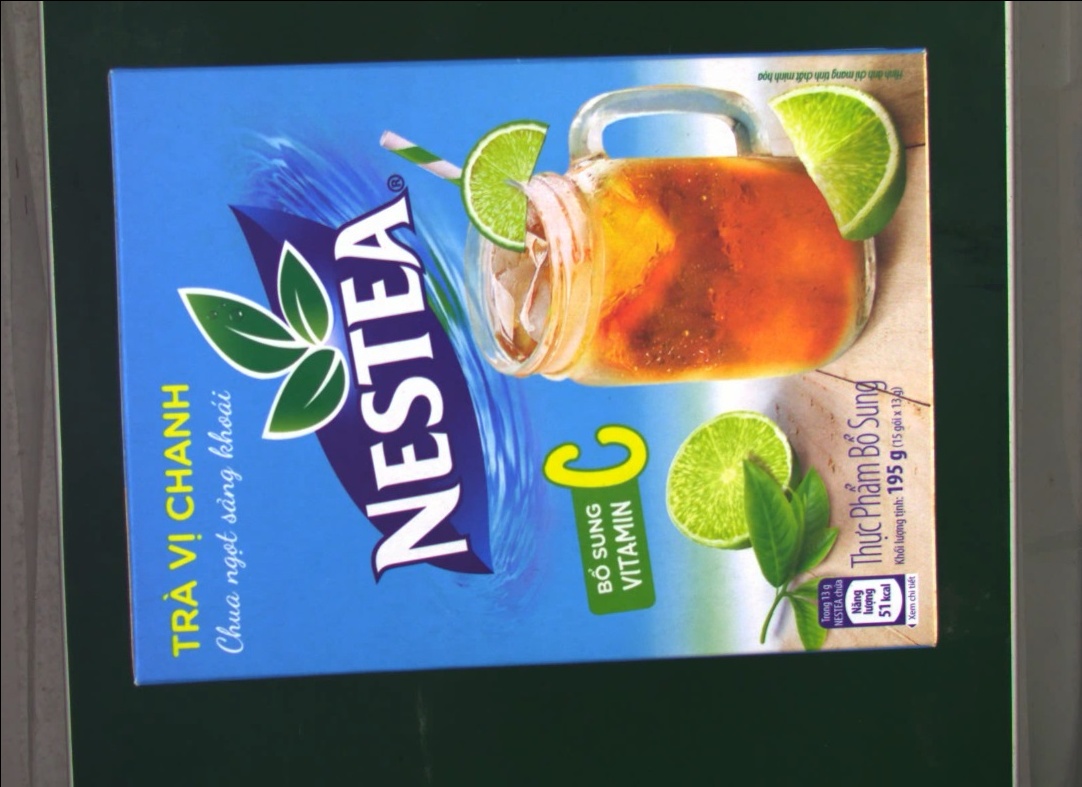 TRÀ VỊ CHANH
Chua ngọt sảng khoái
NESTEA®
BỔ SUNG
VITAMIN C
Trong 13 g
NESTEA chứa
Năng
lượng
51 kcal
Xem chi tiết
Thực Phẩm Bổ Sung
Khối lượng tịnh: 195 g (15 gói x 13 g)
Hình ảnh chỉ mang tính chất minh họa